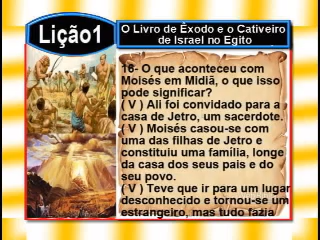 Lição1
O Livro de Êxodo e o Cativeiro
de Israel no Egito
16- O que aconteceu com
Moisés em Midiã, o que isso
pode significar?
( V ) Ali foi convidado para a
casa de Jetro, um sacerdote.
( V ) Moisés casou-se com
uma das filhas de Jetro e
constituiu uma família, longe
da casa dos seus pais e do
seu povo.
( V ) Teve que ir para um lugar
desconhecido e tornou-se um
estrangeiro, mas tudo fazia